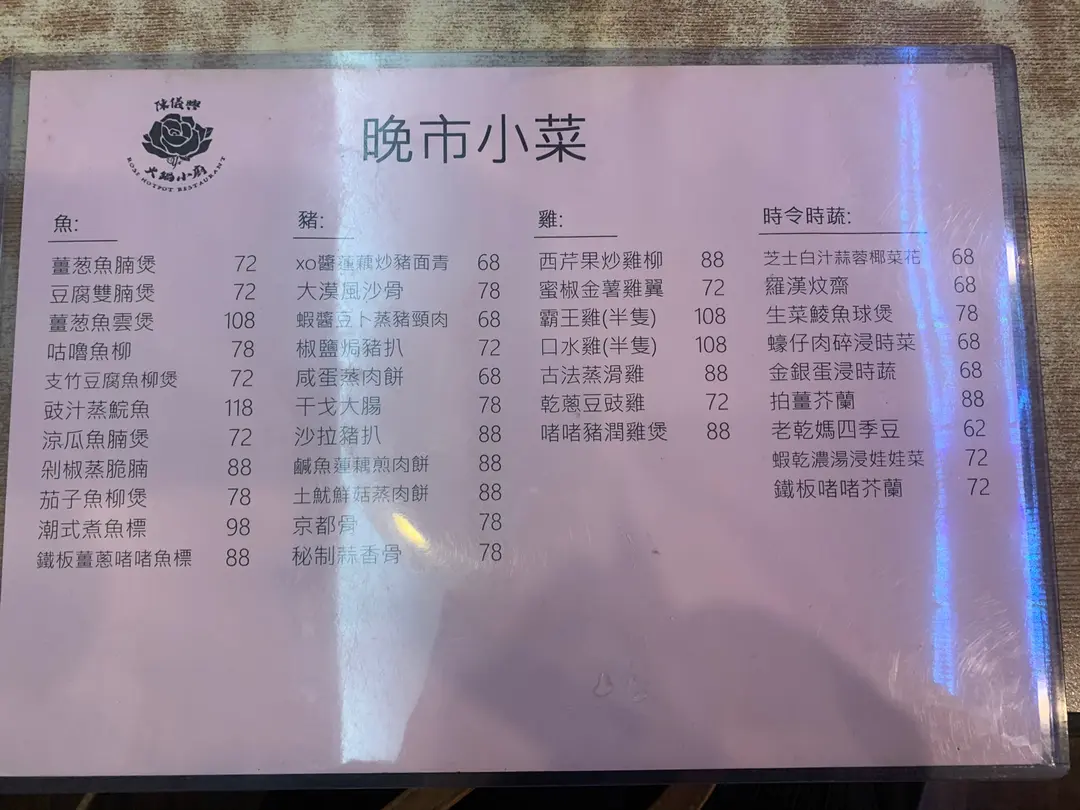 係儀豐
火鍋小廚
ROSE HOTPOT RESTAURANT
晚市小菜
魚:
薑葱魚腩煲 72
豆腐雙腩煲 72
薑葱魚雲煲 108
咕嚕魚柳 78
支竹豆腐魚柳煲 72
豉汁蒸鯇魚 118
涼瓜魚腩煲 72
剁椒蒸脆腩 88
茄子魚柳煲 78
潮式煮魚標 98
鐵板薑蔥啫啫魚標 88
豬:
xo醬蓮藕炒豬面青 68
大漠風沙骨 78
蝦醬豆卜蒸豬頸肉 68
椒鹽焗豬扒 72
咸蛋蒸肉餅 68
干戈大腸 78
沙拉豬扒 88
鹹魚蓮藕煎肉餅 88
土魷鮮菇蒸肉餅 88
京都骨 78
秘制蒜香骨 78
雞:
西芹果炒雞柳 88
蜜椒金薯雞翼 72
霸王雞(半隻) 108
口水雞(半隻) 108
古法蒸滑雞 88
乾蔥豆豉雞 72
啫啫豬潤雞煲 88
時令時蔬:
芝士白汁蒜蓉椰菜花 68
羅漢炆齋 68
生菜鯪魚球煲 78
蠔仔肉碎浸時菜 68
金銀蛋浸時蔬 68
拍薑芥蘭 88
老乾媽四季豆 62
蝦乾濃湯浸娃娃菜 72
鐵板啫啫芥蘭 72